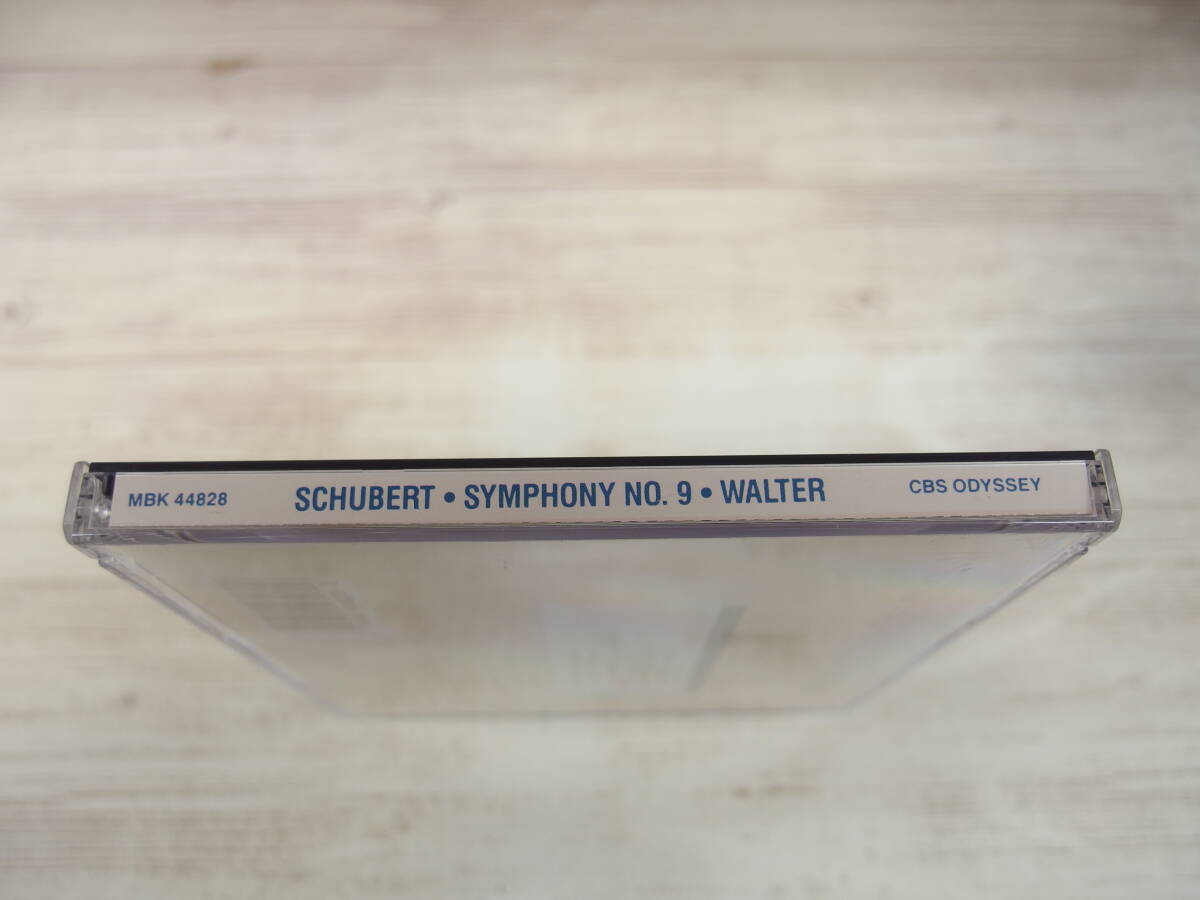 MBK 44828 SCHUBERT • SYMPHONY NO. 9 • WALTER CBS ODYSSEY